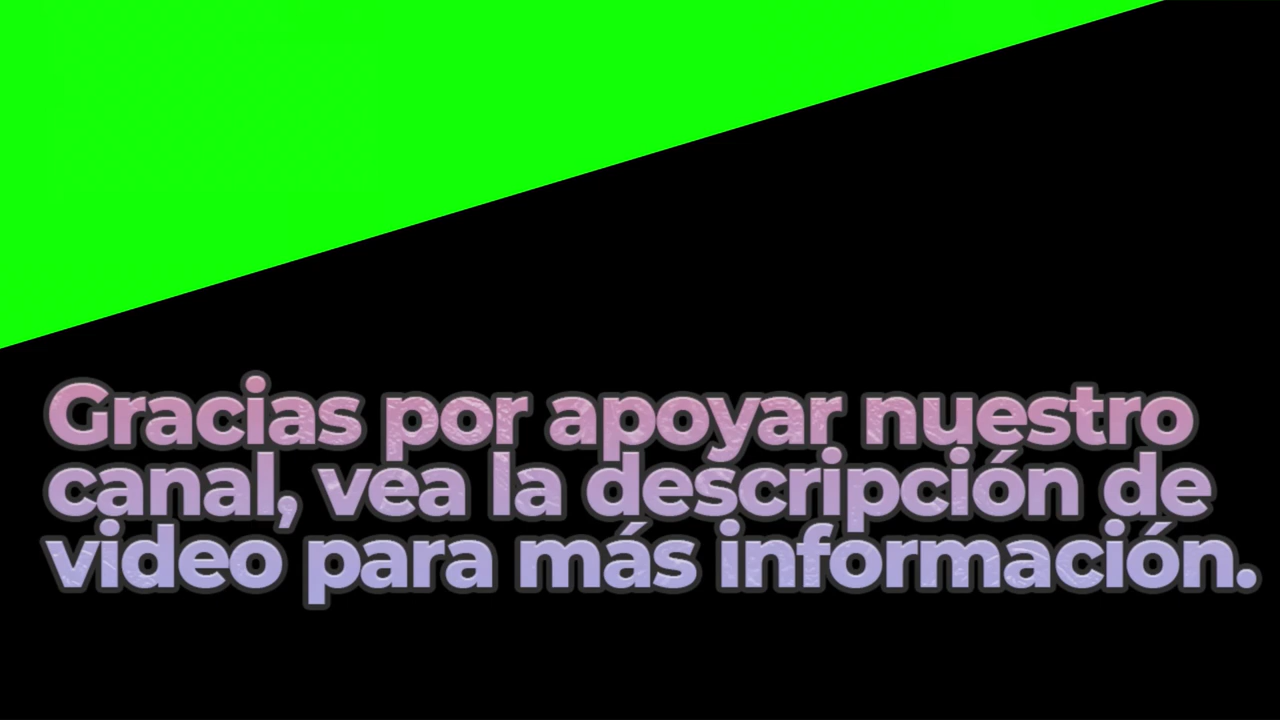 Gracias por apoyar nuestro
canal, vea la descripción de
video para más información.